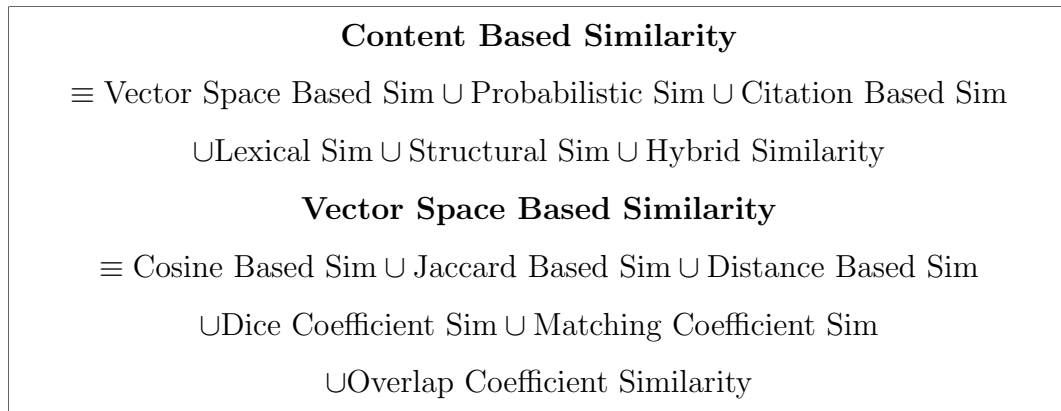 Content Based Similarity
≡ Vector Space Based Sim ∪ Probabilistic Sim ∪ Citation Based Sim
∪Lexical Sim ∪ Structural Sim ∪ Hybrid Similarity
Vector Space Based Similarity
≡ Cosine Based Sim ∪ Jaccard Based Sim ∪ Distance Based Sim
∪Dice Coefficient Sim ∪ Matching Coefficient Sim
∪Overlap Coefficient Similarity